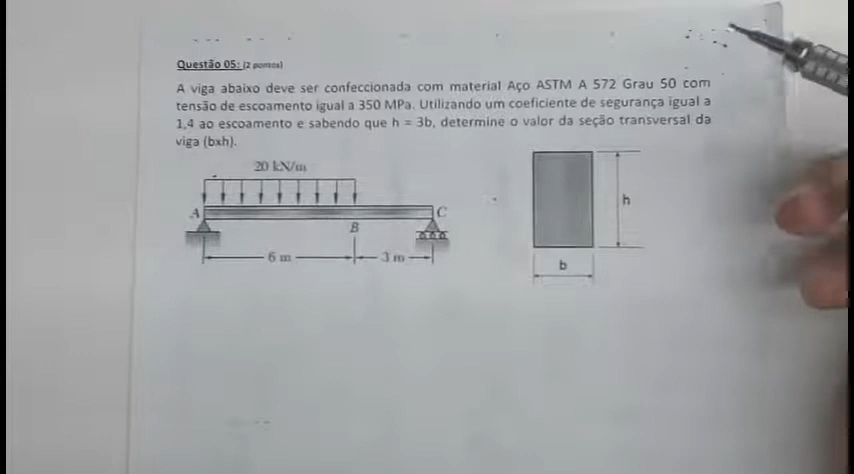 Questão 05: (2 pontos)
A viga abaixo deve ser confeccionada com material Aço ASTM A 572 Grau 50 com
tensão de escoamento igual a 350 MPa. Utilizando um coeficiente de segurança igual a
1,4 ao escoamento e sabendo que h = 3b, determine o valor da seção transversal da
viga (bxh).
20 kN/m
A
B
C
6 m
3 m
h
b